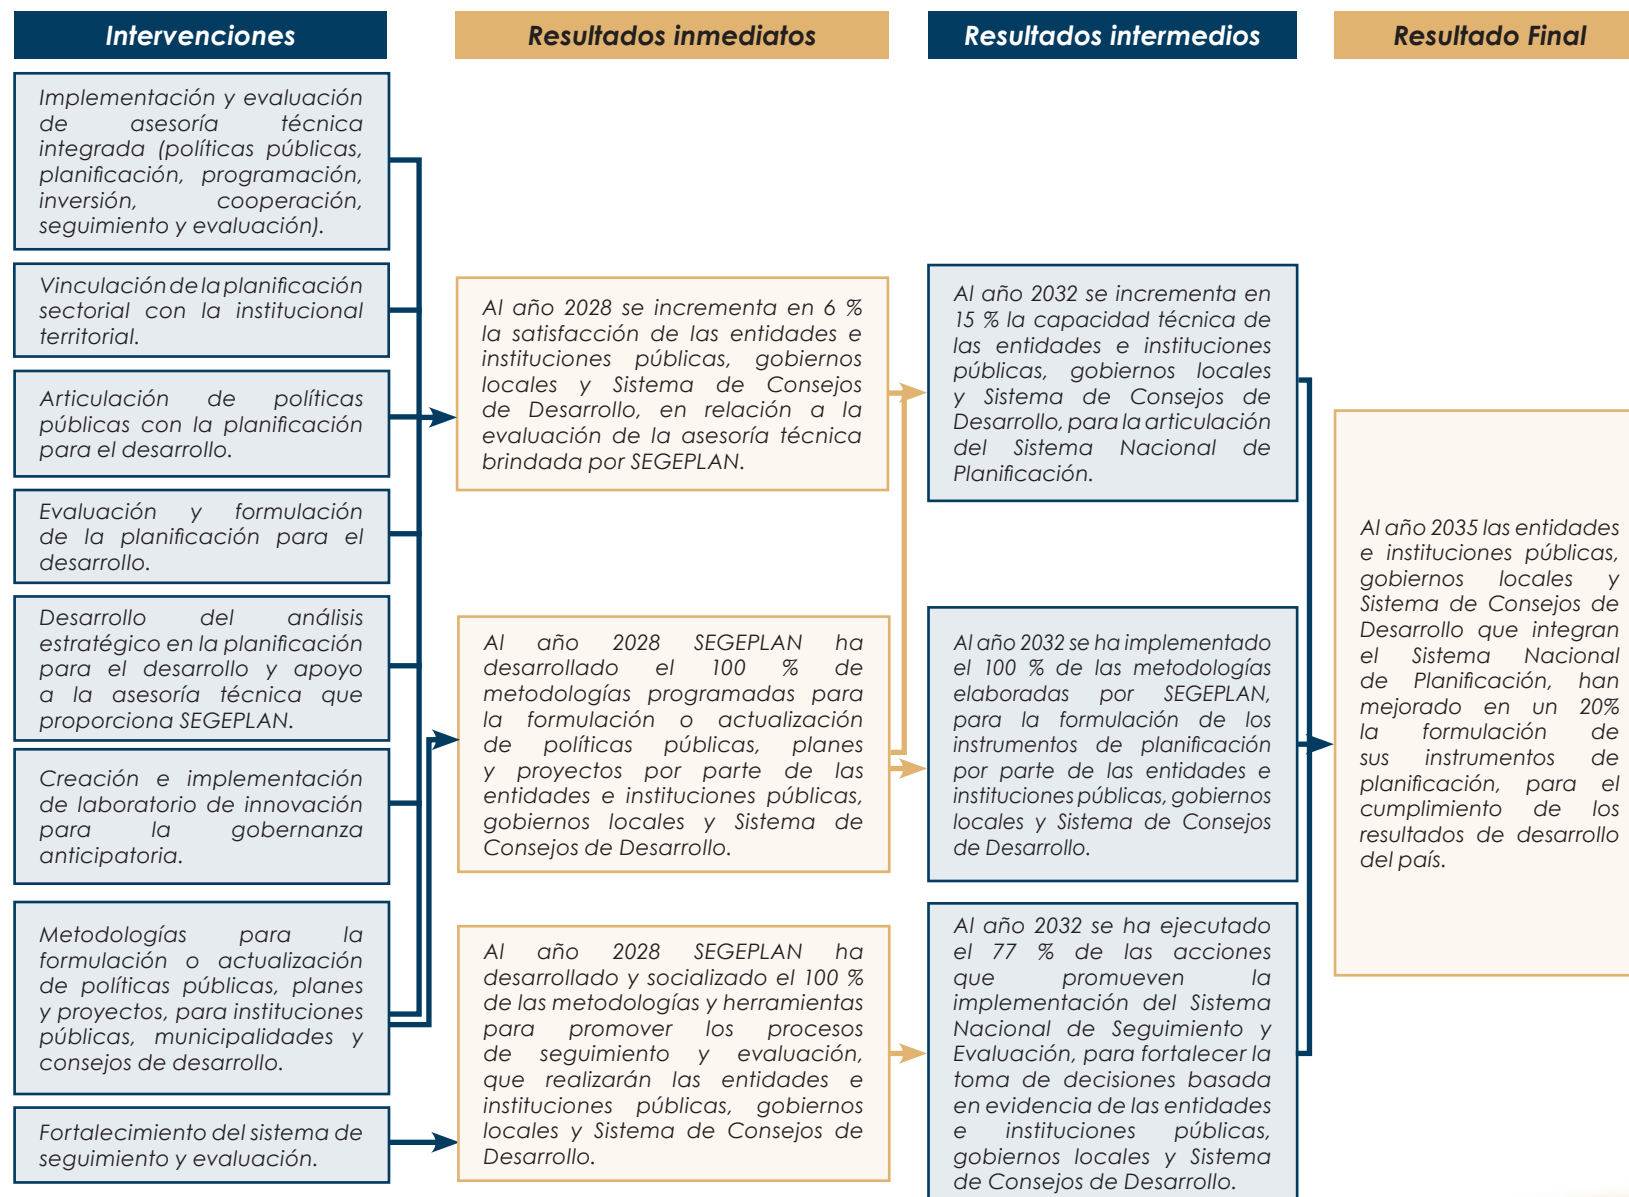 Intervenciones
Implementación y evaluación
de asesoría técnica
integrada (políticas públicas,
planificación, programación,
inversión, cooperación,
seguimiento y evaluación).
Vinculación de la planificación
sectorial con la institucional
territorial.
Articulación de políticas
públicas con la planificación
para el desarrollo.
Evaluación y formulación
de la planificación para el
desarrollo.
Desarrollo del análisis
estratégico en la planificación
para el desarrollo y apoyo
a la asesoría técnica que
proporciona SEGEPLAN.
Creación e implementación
de laboratorio de innovación
para la gobernanza
anticipatoria.
Metodologías para la
formulación o actualización
de políticas públicas, planes
y proyectos, para instituciones
públicas, municipalidades y
consejos de desarrollo.
Fortalecimiento del sistema de
seguimiento y evaluación.
Resultados inmediatos
Al año 2028 se incrementa en 6 %
la satisfacción de las entidades e
instituciones públicas, gobiernos
locales y Sistema de Consejos
de Desarrollo, en relación a la
evaluación de la asesoría técnica
brindada por SEGEPLAN.
Al año 2028 SEGEPLAN ha
desarrollado el 100 % de
metodologías programadas para
la formulación o actualización
de políticas públicas, planes
y proyectos por parte de las
entidades e instituciones públicas,
gobiernos locales y Sistema de
Consejos de Desarrollo.
Al año 2028 SEGEPLAN ha
desarrollado y socializado el 100 %
de las metodologías y herramientas
para promover los procesos
de seguimiento y evaluación,
que realizarán las entidades e
instituciones públicas, gobiernos
locales y Sistema de Consejos de
Desarrollo.
Resultados intermedios
Al año 2032 se incrementa en
15 % la capacidad técnica de
las entidades e instituciones
públicas, gobiernos locales
y Sistema de Consejos de
Desarrollo, para la articulación
del Sistema Nacional de
Planificación.
Al año 2032 se ha implementado
el 100 % de las metodologías
elaboradas por SEGEPLAN,
para la formulación de los
instrumentos de planificación
por parte de las entidades e
instituciones públicas, gobiernos
locales y Sistema de Consejos
de Desarrollo.
Al año 2032 se ha ejecutado
el 77 % de las acciones
que promueven la
implementación del Sistema
Nacional de Seguimiento y
Evaluación, para fortalecer la
toma de decisiones basada
en evidencia de las entidades
e instituciones públicas,
gobiernos locales y Sistema
de Consejos de Desarrollo.
Resultado Final
Al año 2035 las entidades
e instituciones públicas,
gobiernos locales y
Sistema de Consejos de
Desarrollo que integran
el Sistema Nacional
de Planificación, han
mejorado en un 20%
la formulación de
sus instrumentos de
planificación, para el
cumplimiento de los
resultados de desarrollo
del país.